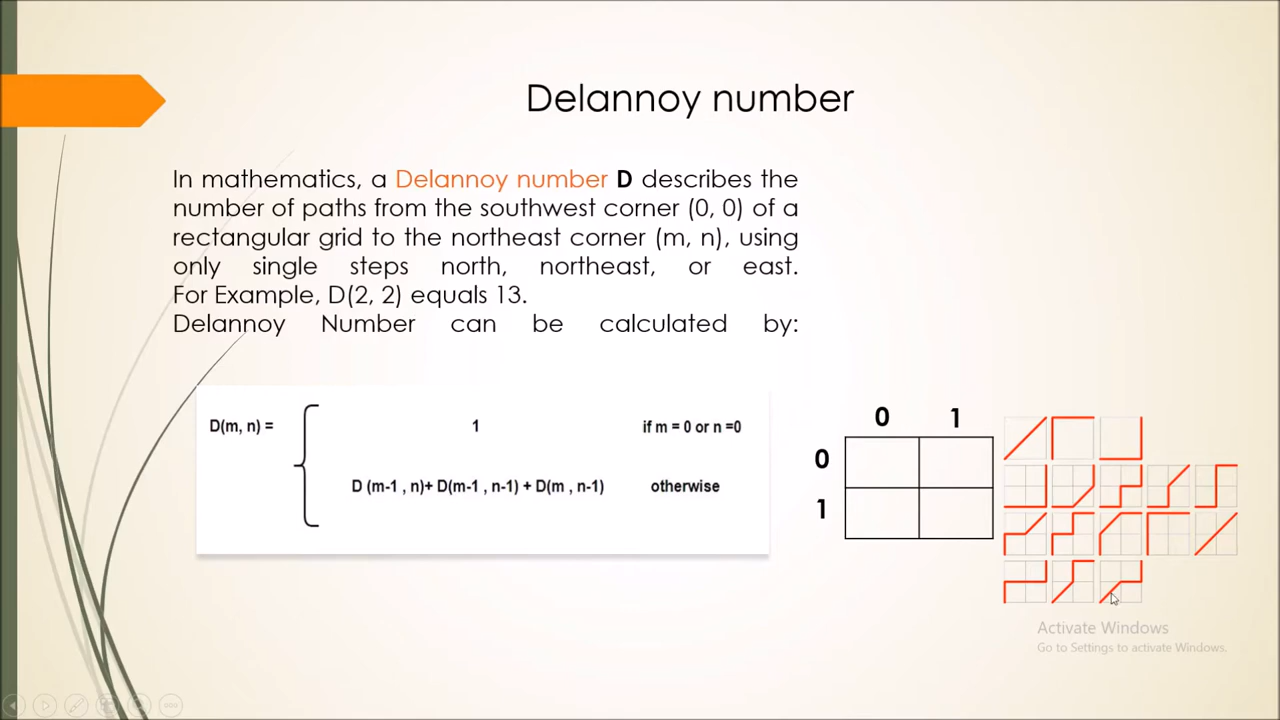 Delannoy number
In mathematics, a Delannoy number D describes the
number of paths from the southwest corner (0, 0) of a
rectangular grid to the northeast corner (m, n), using
only single steps north, northeast, or east.
For Example, D(2, 2) equals 13.
Delannoy Number can be calculated by:
D(m, n) =
1
if m = 0 or n =0
D (m-1 , n)+ D(m-1 , n-1) + D(m , n-1)
otherwise
0 1
0
1
Activate Windows
Go to Settings to activate Windows.